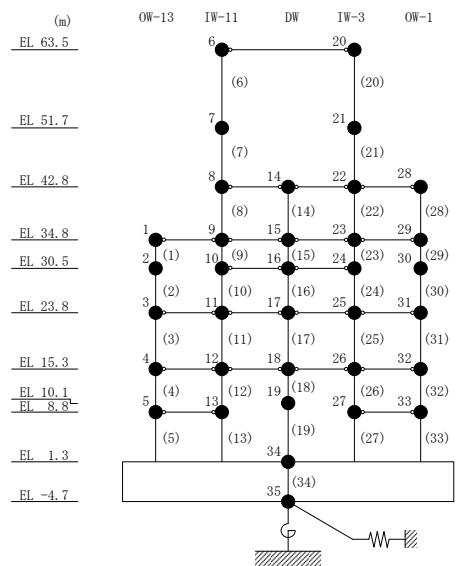 (m) OW-13 IW-11 DW IW-3 OW-1
EL 63.5 6 20
(6) (20)
EL 51.7 7 21
(7) (21)
EL 42.8 8 14 22 28
(8) (14) (22) (28)
EL 34.8 1 9 15 23 29
(1) (9) (15) (23) (29)
EL 30.5 2 10 16 24 30
(2) (10) (16) (24) (30)
EL 23.8 3 11 17 25 31
(3) (11) (17) (25) (31)
EL 15.3 4 12 18 26 32
(4) (12) (18) (26) (32)
EL 10.1 19
EL 8.8 5 13 27 33
(5) (13) (19) (27) (33)
EL 1.3 34
(34)
EL -4.7 35